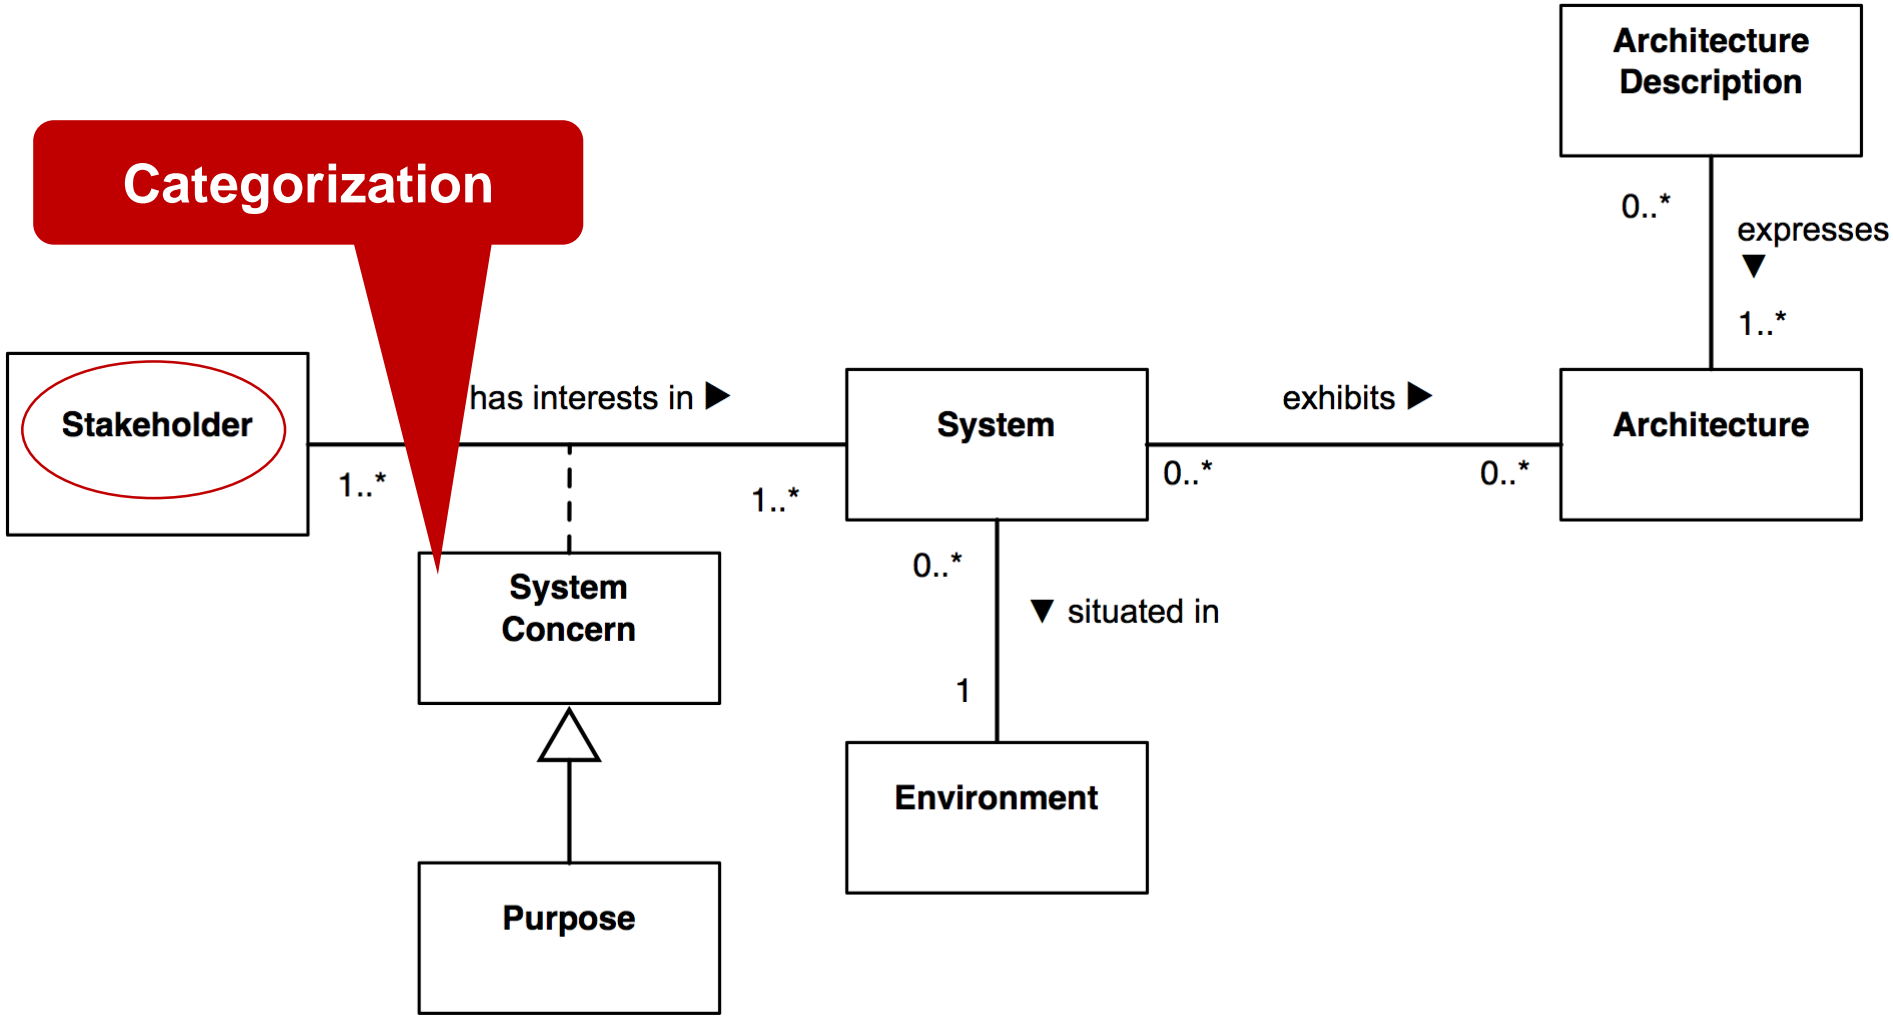 Architecture
Description
Categorization
0..*
expresses
▼
1..*
Stakeholder
has interests in ▶
System
exhibits ▶
Architecture
1..*
1..*
0..*
0..*
System
Concern
0..*
▼ situated in
1
Environment
Purpose